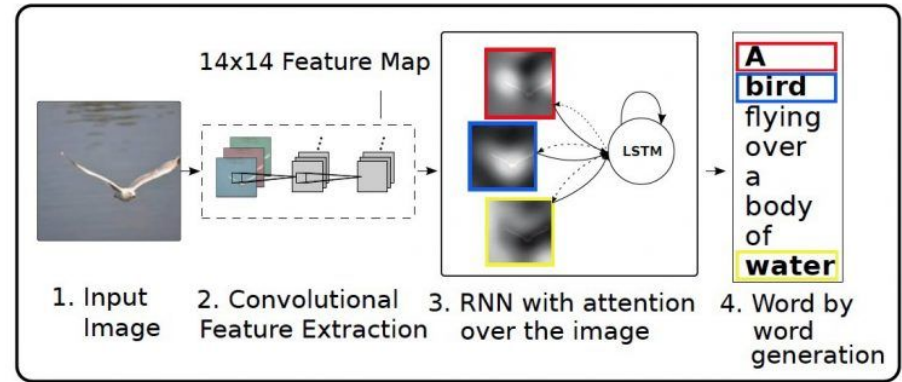 14x14 Feature Map
LSTM
A
bird
flying
over
a
body
of
water
1. Input
Image
2. Convolutional
Feature Extraction
3. RNN with attention
over the image
4. Word by
word
generation